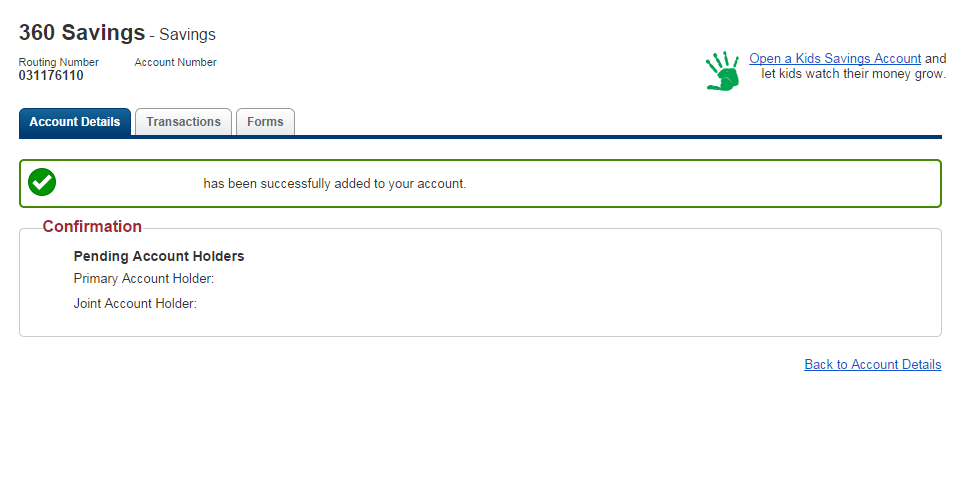 360 Savings - Savings
Routing Number Account Number
031176110
Open a Kids Savings Account and
let kids watch their money grow.
Account Details Transactions Forms
has been successfully added to your account.
Confirmation
Pending Account Holders
Primary Account Holder:
Joint Account Holder:
Back to Account Details